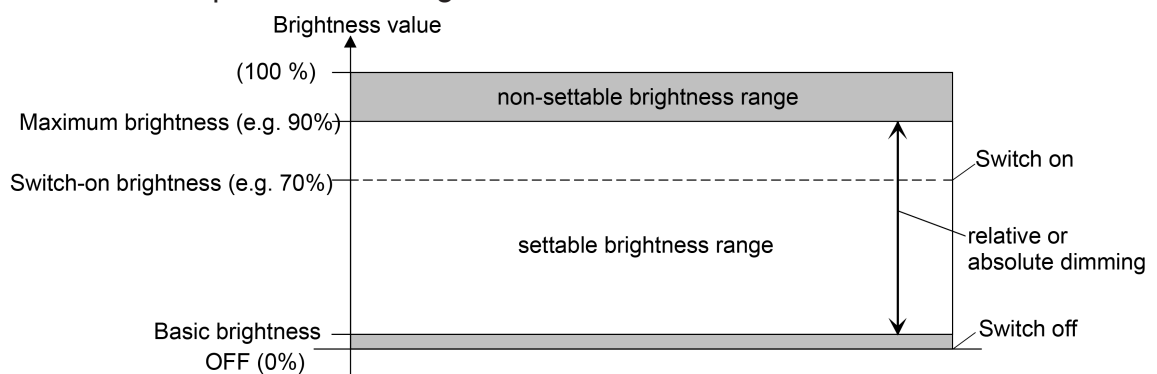 Brightness value
(100 %)
non-settable brightness range
Maximum brightness (e.g. 90%)
Switch on
Switch-on brightness (e.g. 70%)
relative or
absolute dimming
settable brightness range
Basic brightness
Switch off
OFF (0%)